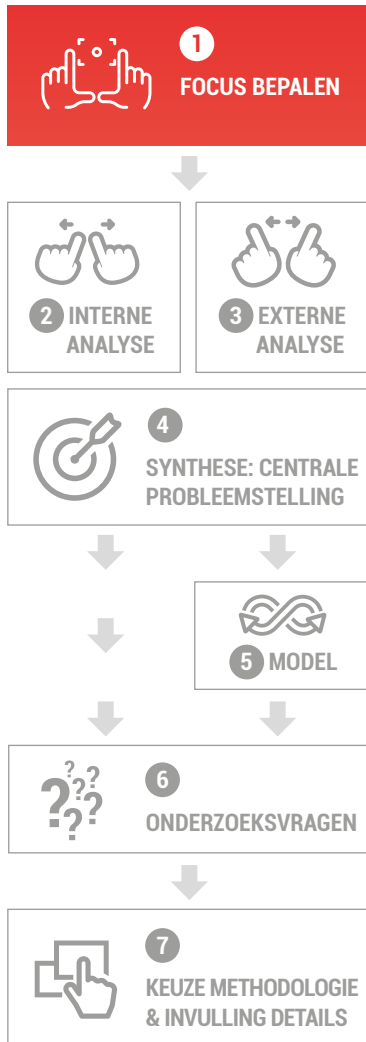 1
FOCUS BEPALEN
2 INTERNE
ANALYSE
3 EXTERNE
ANALYSE
4
SYNTHESE: CENTRALE
PROBLEEMSTELLING
5 MODEL
? ? ?
? ? ?
? ?
6
ONDERZOEKSVRAGEN
7
KEUZE METHODOLOGIE
& INVULLING DETAILS